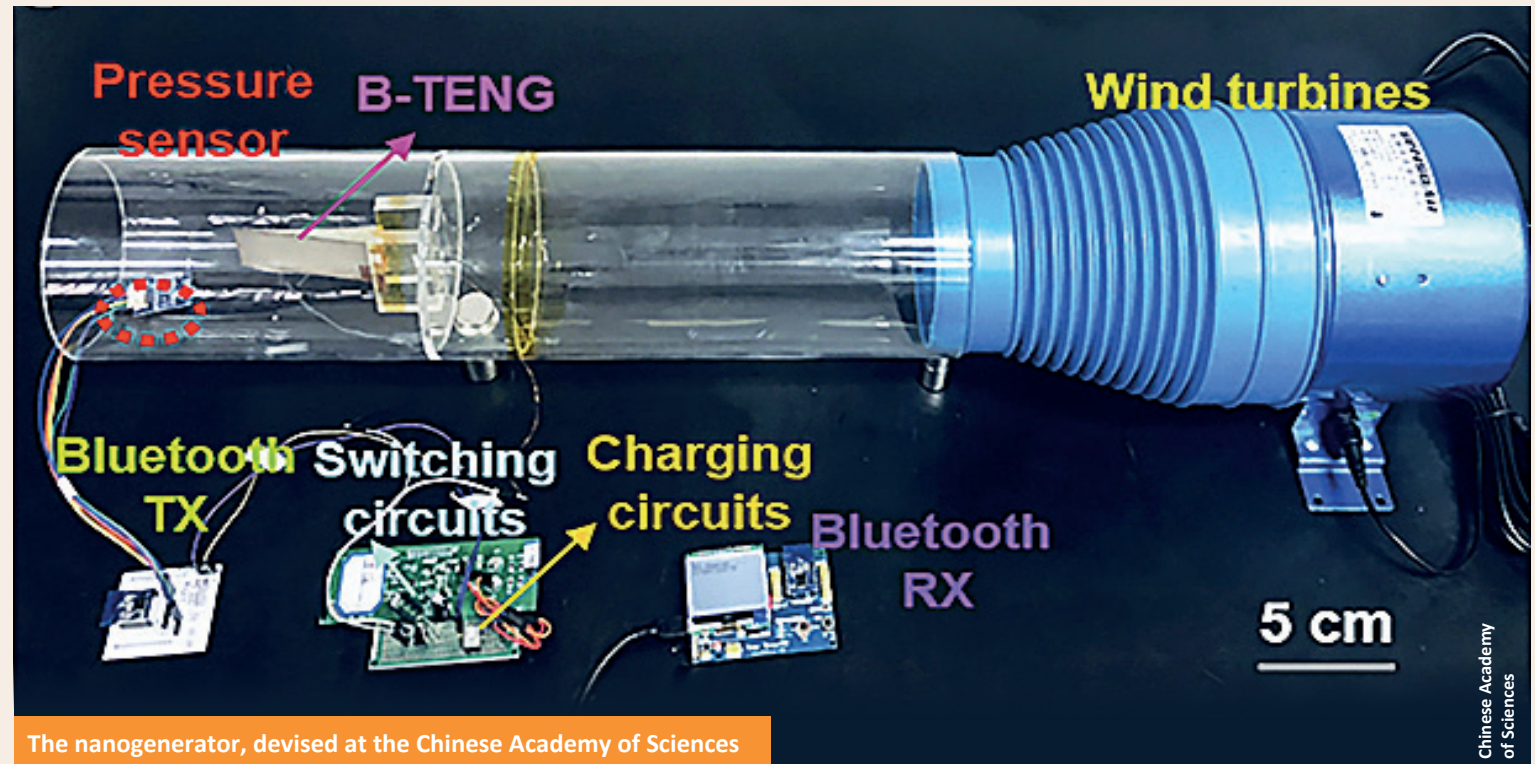 Pressure
sensor
B-TENG
Wind turbines
Bluetooth
TX
Switching
circuits
Charging
circuits
Bluetooth
RX
5 cm
Chinese Academy
of Sciences
The nanogenerator, devised at the Chinese Academy of Sciences